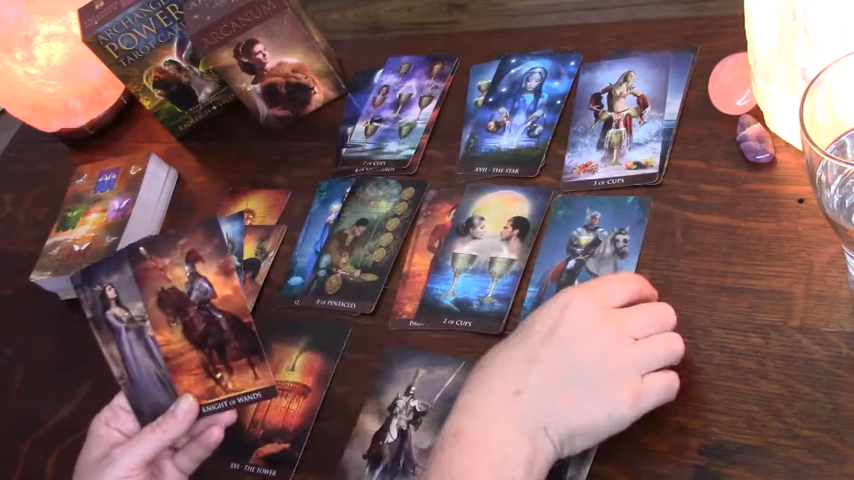 ARCHANGEL
POWER
TAROT CARDS
RADLEIGH
ARCANUM
7 OF CUPS
XVII - THE STAR
3 OF CUPS
8 OF PENTACLES
Q
2 OF CUPS
KNIGHT OF WANDS
XVI - THE TOWER